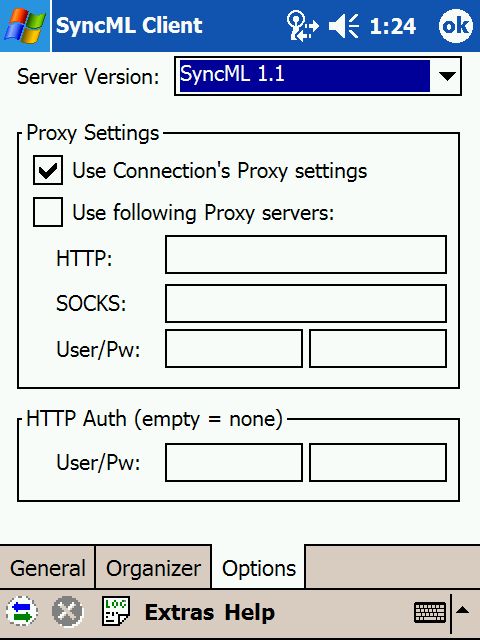 SyncML Client 1:24 ok
Server Version: SyncML 1.1
Proxy Settings
Use Connection's Proxy settings
Use following Proxy servers:
HTTP:
SOCKS:
User/Pw:
HTTP Auth (empty = none)
User/Pw:
General Organizer Options
LOG Extras Help